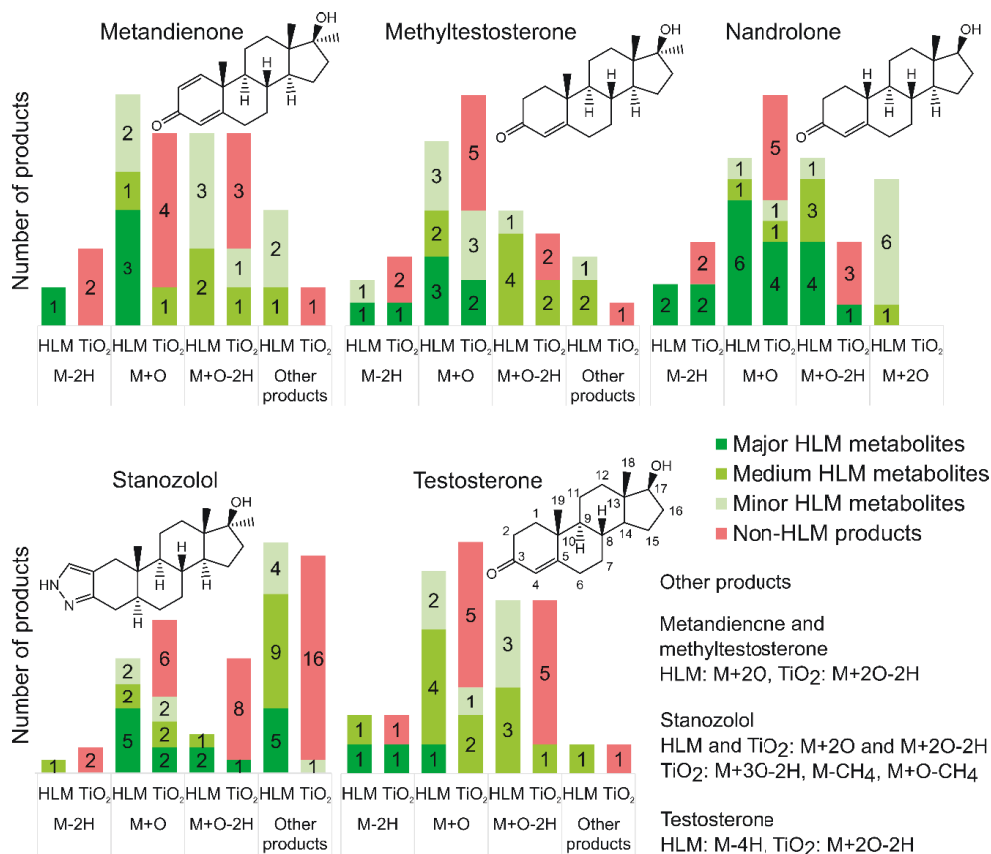 Metandienone
OH
H
H
H
O
Number of products
1
2
3
1
2
1
4
2
3
1
1
3
1
2
1
HLM TiO₂ HLM TiO₂ HLM TiO₂ HLM TiO₂
M-2H M+O M+O-2H Other products
Methyltestosterone
OH
H
H
H
O
1
1
1
2
3
2
3
2
3
5
4
1
2
2
2
1
1
HLM TiO₂ HLM TiO₂ HLM TiO₂ HLM TiO₂
M-2H M+O M+O-2H Other products
Nandrolone
OH
H
H
H
H
O
2
2
2
6
1
1
4
1
1
5
4
3
1
1
3
1
6
HLM TiO₂ HLM TiO₂ HLM TiO₂ HLM TiO₂
M-2H M+O M+O-2H M+2O
Major HLM metabolites
Medium HLM metabolites
Minor HLM metabolites
Non-HLM products
Stanozolol
OH
H
H
H
H
HN
N
Number of products
1
2
5
2
2
2
2
2
6
2
1
1
8
5
9
4
1
16
HLM TiO₂ HLM TiO₂ HLM TiO₂ HLM TiO₂
M-2H M+O M+O-2H Other products
Testosterone
OH
H
H
H
O
1
2
3
4
5
6
7
8
9
10
11
12
13
14
15
16
17
18
19
1
1
1
1
1
4
2
2
1
5
3
3
1
5
1
1
HLM TiO₂ HLM TiO₂ HLM TiO₂ HLM TiO₂
M-2H M+O M+O-2H Other products
Other products
Metandiencne and
methyltestosterone
HLM: M+2O, TiO₂: M+2O-2H
Stanozolol
HLM and TiO₂: M+2O and M+2O-2H
TiO₂: M+3O-2H, M-CH₄, M+O-CH₄
Testosterone
HLM: M-4H, TiO₂: M+2O-2H